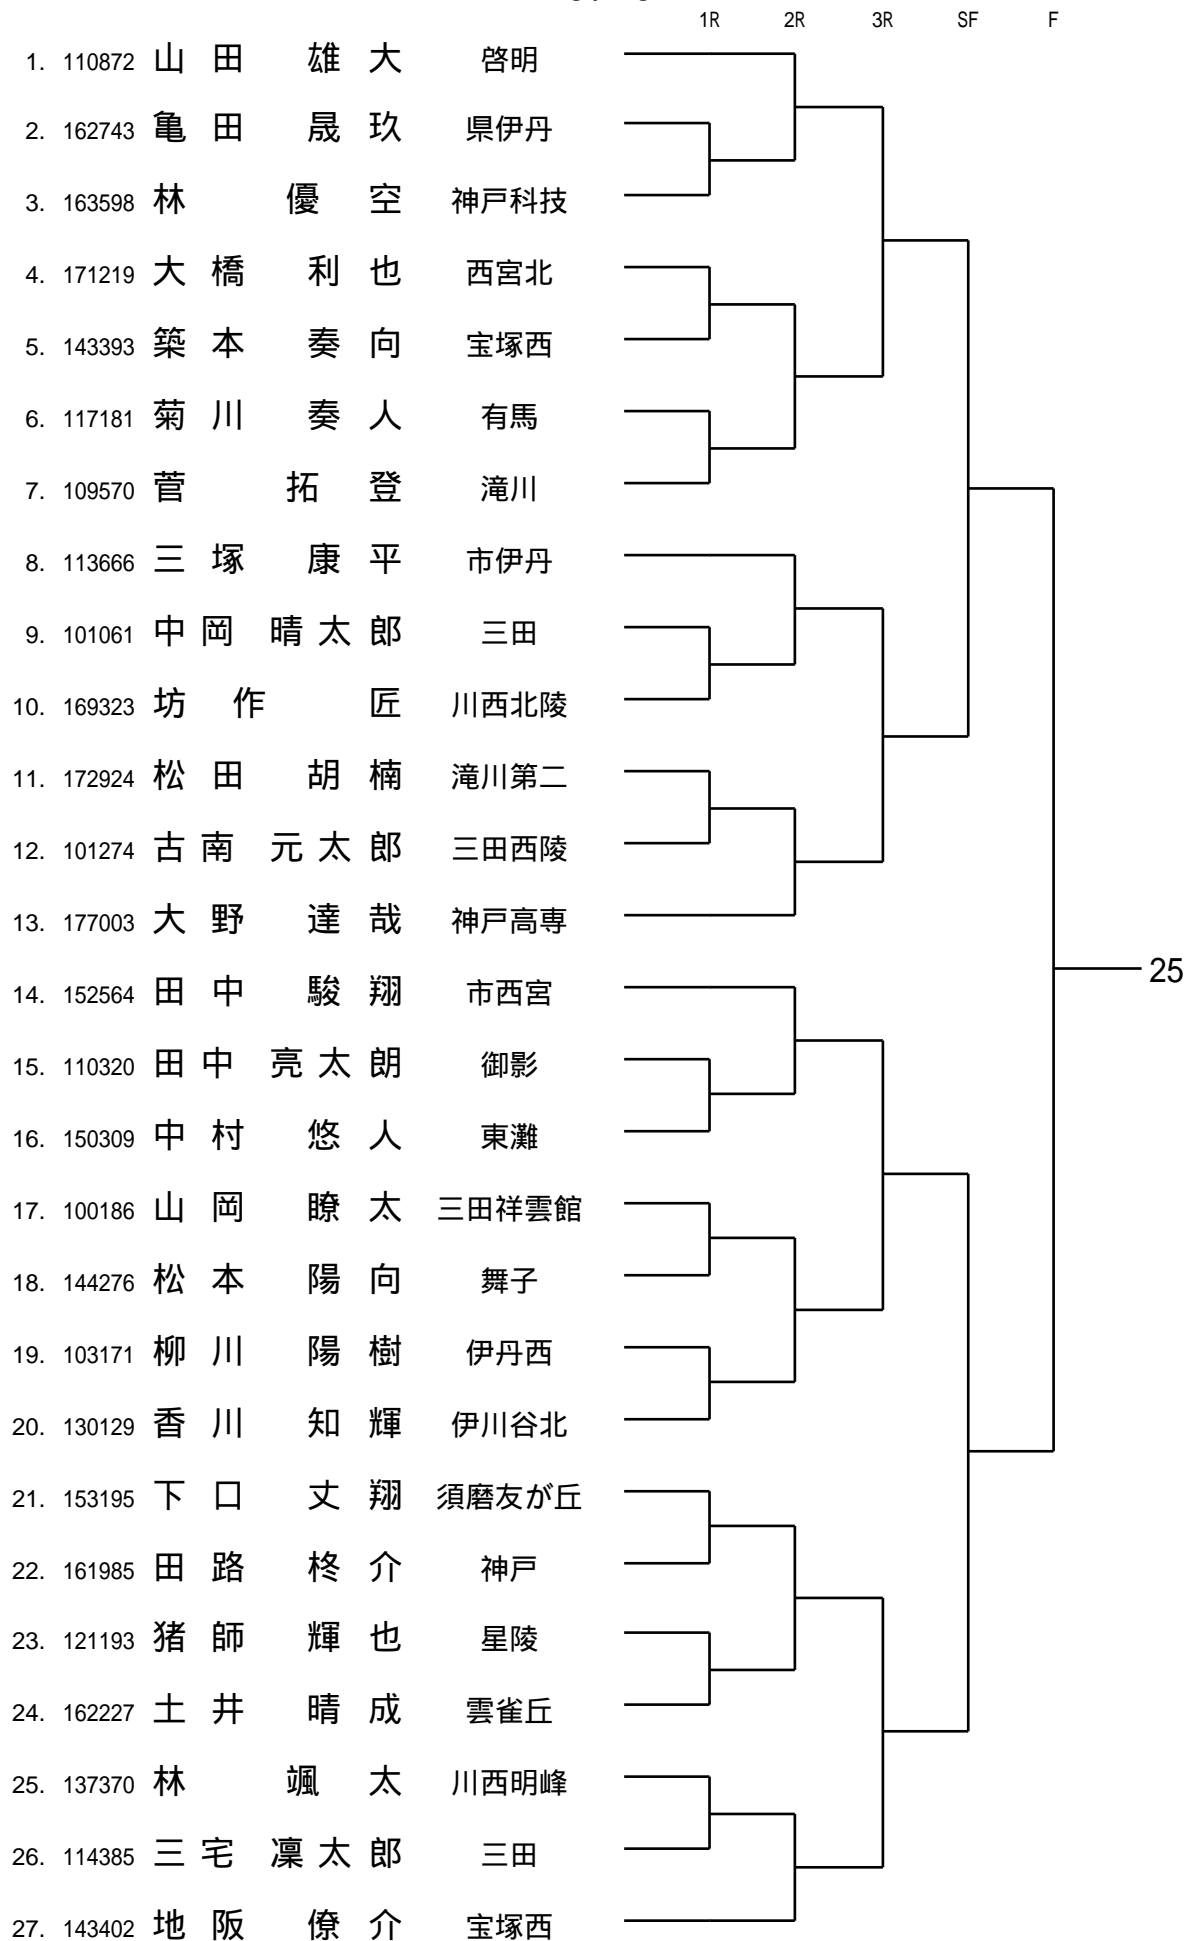 1R 2R 3R SF F
1. 110872 山田 雄大 啓明
2. 162743 亀田 晟玖 県伊丹
3. 163598 林 優空 神戸科技
4. 171219 大橋 利也 西宮北
5. 143393 築本 奏向 宝塚西
6. 117181 菊川 奏人 有馬
7. 109570 菅 拓登 滝川
8. 113666 三塚 康平 市伊丹
9. 101061 中岡 晴太郎 三田
10. 169323 坊作 匠 川西北陵
11. 172924 松田 胡楠 滝川第二
12. 101274 古南 元太郎 三田西陵
13. 177003 大野 達哉 神戸高専
25
14. 152564 田中 駿翔 市西宮
15. 110320 田中 亮太朗 御影
16. 150309 中村 悠人 東灘
17. 100186 山岡 瞭太 三田祥雲館
18. 144276 松本 陽向 舞子
19. 103171 柳川 陽樹 伊丹西
20. 130129 香川 知輝 伊川谷北
21. 153195 下口 丈翔 須磨友が丘
22. 161985 田路 柊介 神戸
23. 121193 猪師 輝也 星陵
24. 162227 土井 晴成 雲雀丘
25. 137370 林 颯太 川西明峰
26. 114385 三宅 凜太郎 三田
27. 143402 地阪 僚介 宝塚西